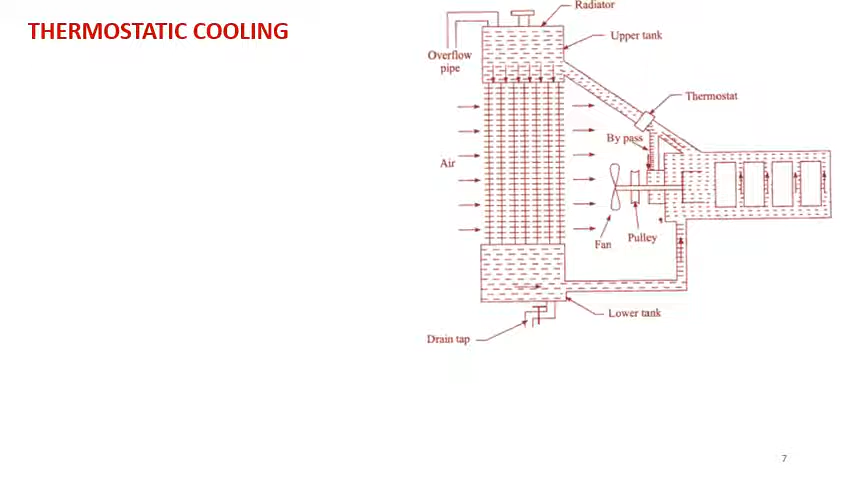 THERMOSTATIC COOLING
Radiator
Upper tank
Overflow
pipe
Thermostat
By pass
Air
Fan
Pulley
Lower tank
Drain tap
7